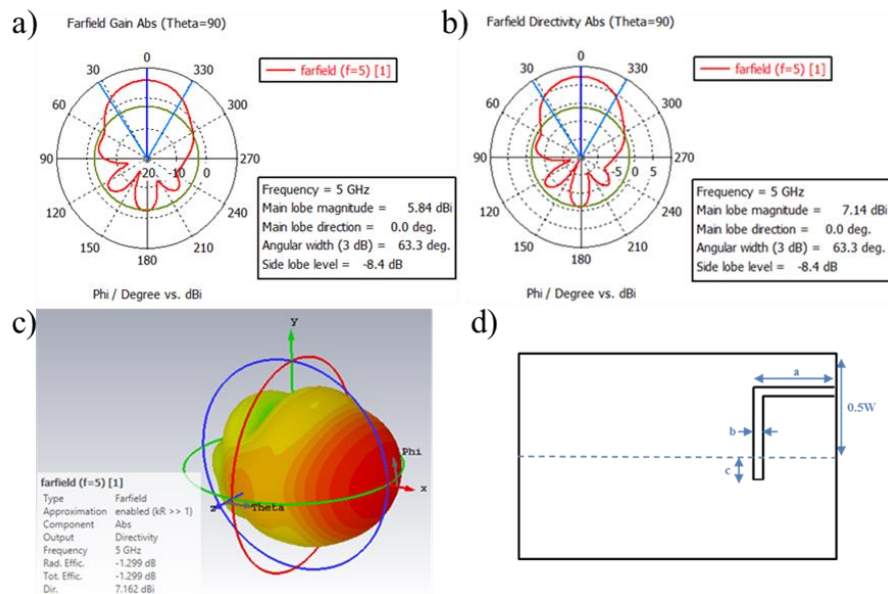 a)
Farfield Gain Abs (Theta=90)
0
30
330
60
300
90
270
-20
-10
0
120
240
150
210
180
farfield (f=5) [1]
Frequency = 5 GHz
Main lobe magnitude = 5.84 dBi
Main lobe direction = 0.0 deg.
Angular width (3 dB) = 63.3 deg.
Side lobe level = -8.4 dB
Phi / Degree vs. dBi
b)
Farfield Directivity Abs (Theta=90)
0
30
330
60
300
90
270
-5
0
5
120
240
150
210
180
farfield (f=5) [1]
Frequency = 5 GHz
Main lobe magnitude = 7.14 dBi
Main lobe direction = 0.0 deg.
Angular width (3 dB) = 63.3 deg.
Side lobe level = -8.4 dB
Phi / Degree vs. dBi
c)
y
Phi
x
z
Theta
farfield (f=5) [1]
Type Farfield
Approximation enabled (kR >> 1)
Component Abs
Output Directivity
Frequency 5 GHz
Rad. Effic. -1.299 dB
Tot. Effic. -1.299 dB
Dir. 7.162 dBi
d)
a
0.5W
b
c